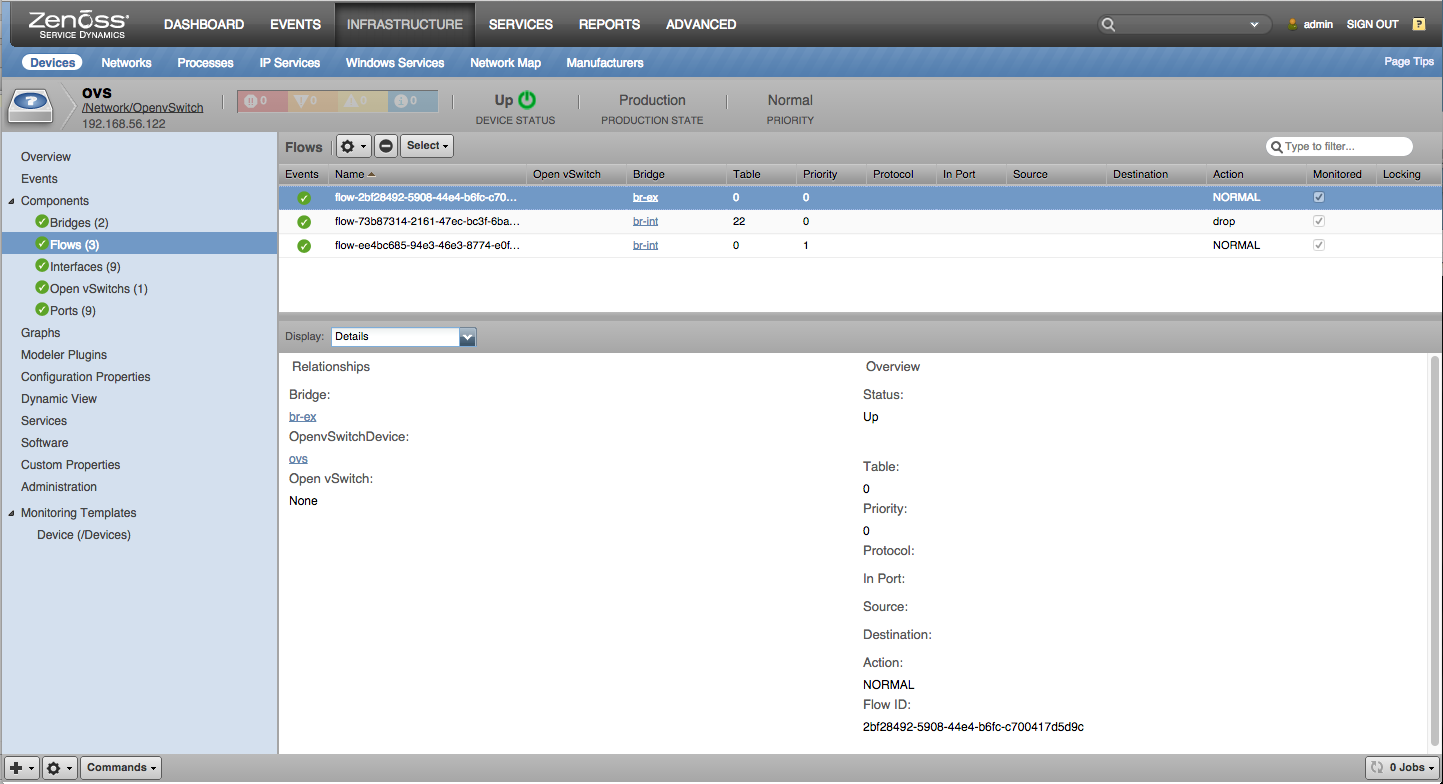 Zenoss DASHBOARD EVENTS INFRASTRUCTURE SERVICES REPORTS ADVANCED admin SIGN OUT ?
SERVICE DYNAMICS
Devices Networks Processes IP Services Windows Services Network Map Manufacturers Page Tips
ovs
/Network/OpenvSwitch
192.168.56.122
0 0 0 0
Up
DEVICE STATUS
Production
PRODUCTION STATE
Normal
PRIORITY
Overview
Events
Components
Bridges (2)
Flows (3)
Interfaces (9)
Open vSwitchs (1)
Ports (9)
Graphs
Modeler Plugins
Configuration Properties
Dynamic View
Services
Software
Custom Properties
Administration
Monitoring Templates
Device (/Devices)
Flows Select Type to filter...
Events Name Open vSwitch Bridge Table Priority Protocol In Port Source Destination Action Monitored Locking
flow-2bf28492-5908-44e4-b6fc-c70... br-ex 0 0 NORMAL
flow-73b87314-2161-47ec-bc3f-6ba... br-int 22 0 drop
flow-ee4bc685-94e3-46e3-8774-e0f... br-int 0 1 NORMAL
Display: Details
Relationships
Bridge:
br-ex
OpenvSwitchDevice:
ovs
Open vSwitch:
None
Overview
Status:
Up
Table:
0
Priority:
0
Protocol:
In Port:
Source:
Destination:
Action:
NORMAL
Flow ID:
2bf28492-5908-44e4-b6fc-c700417d5d9c
Commands 0 Jobs